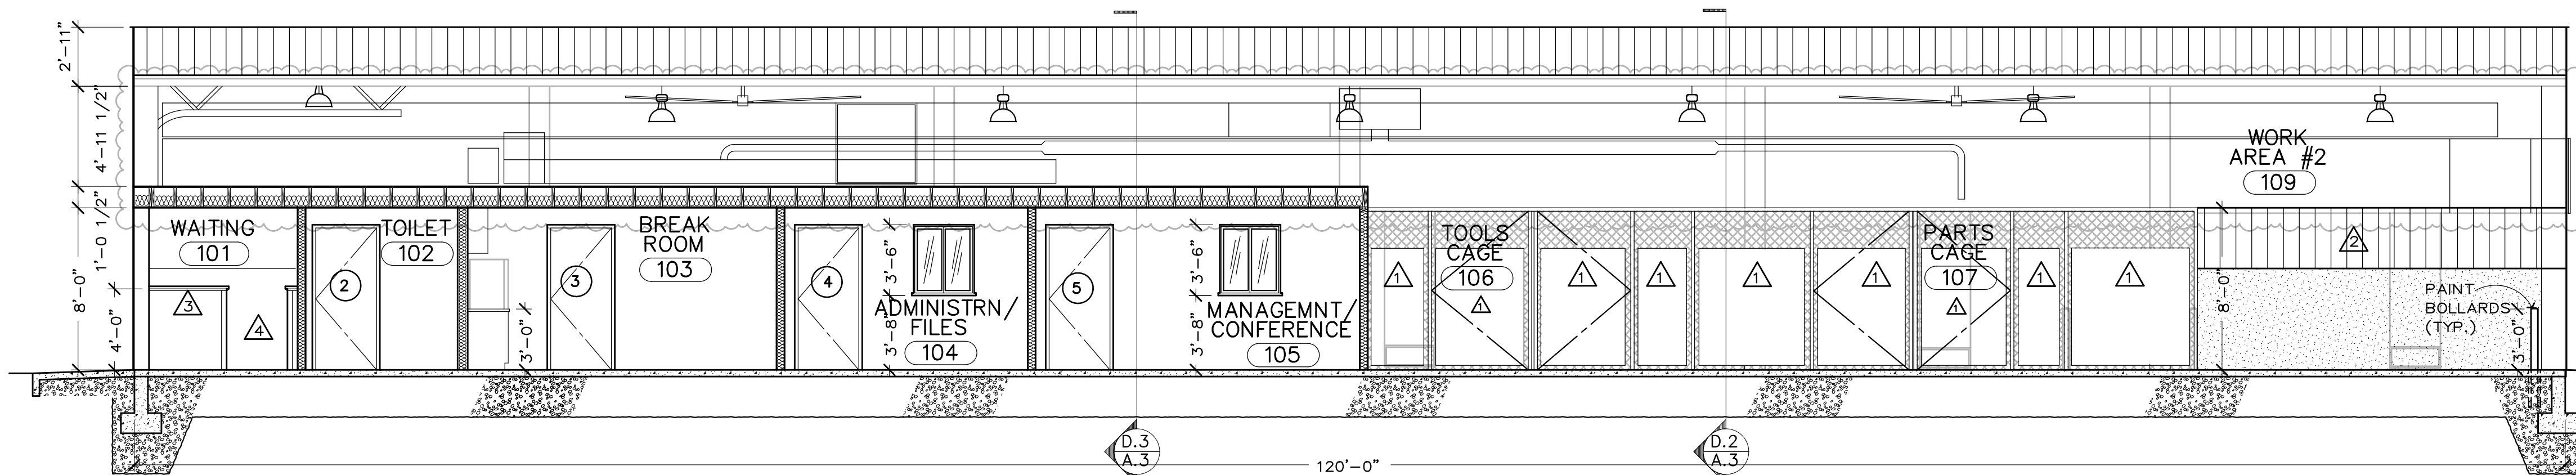 2'-11"
4'-11 1/2"
1'-0 1/2"
8'-0"
4'-0"
WAITING
101
3
4
2
TOILET
102
3'-0"
3
BREAK
ROOM
103
4
3'-6"
3'-8"
ADMINISTRN/
FILES
104
5
3'-6"
3'-8"
MANAGEMNT/
CONFERENCE
105
1
TOOLS
CAGE
106
1
1
1
1
1
PARTS
CAGE
107
1
1
1
WORK
AREA #2
109
2
8'-0"
PAINT
BOLLARDS
(TYP.)
3'-0"
D.3
A.3
D.2
A.3
120'-0"